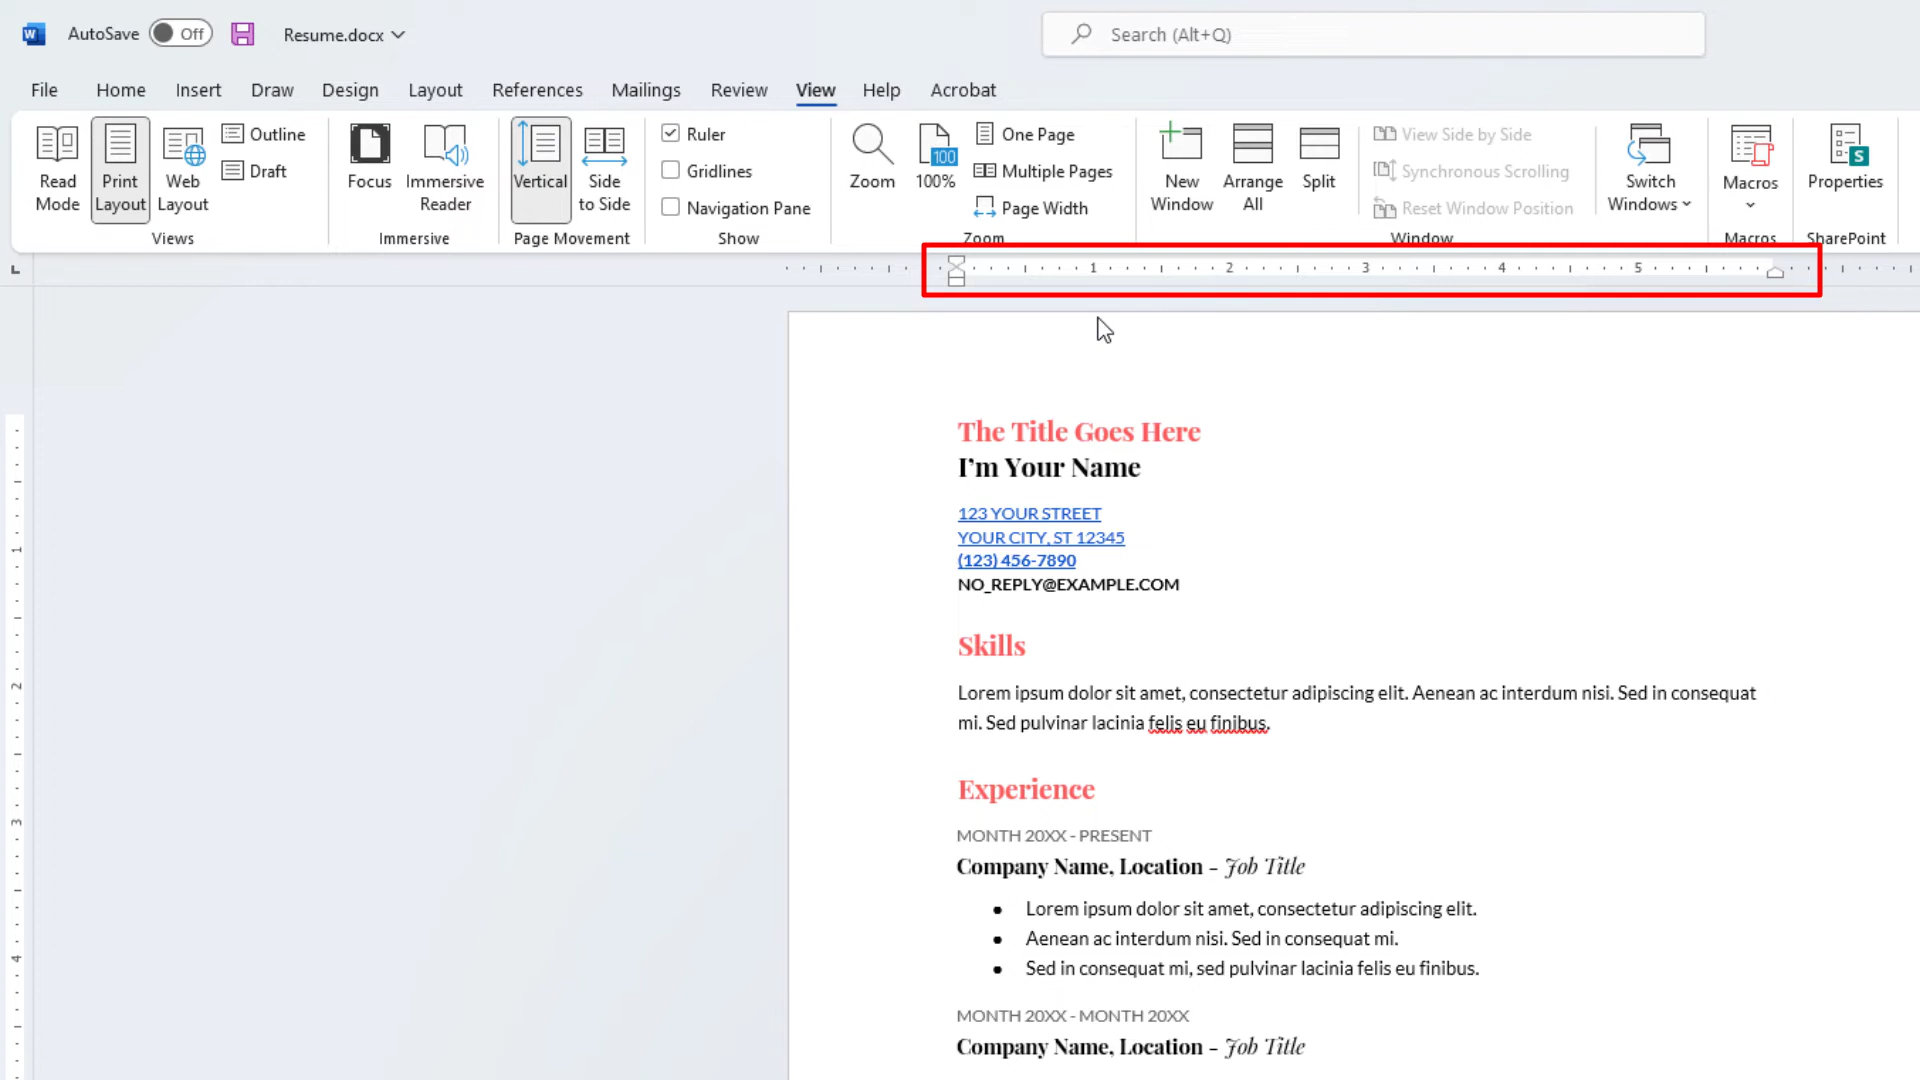 W AutoSave Off Resume.docx Search (Alt+Q)
File Home Insert Draw Design Layout References Mailings Review View Help Acrobat
Read Mode
Print Layout
Web Layout
Outline
Draft
Views
Focus
Immersive Reader
Immersive
Vertical
Side to Side
Page Movement
Ruler
Gridlines
Navigation Pane
Show
Zoom
100
100%
One Page
Multiple Pages
Page Width
Zoom
New Window
Arrange All
Split
View Side by Side
Synchronous Scrolling
Reset Window Position
Switch Windows
Window
Macros
Macros
S
Properties
SharePoint
L
1 2 3 4 5
1
2
3
4
The Title Goes Here
I’m Your Name
123 YOUR STREET
YOUR CITY, ST 12345
(123) 456-7890
NO_REPLY@EXAMPLE.COM
Skills
Lorem ipsum dolor sit amet, consectetur adipiscing elit. Aenean ac interdum nisi. Sed in consequat
mi. Sed pulvinar lacinia felis eu finibus.
Experience
MONTH 20XX - PRESENT
Company Name, Location - Job Title
● Lorem ipsum dolor sit amet, consectetur adipiscing elit.
● Aenean ac interdum nisi. Sed in consequat mi.
● Sed in consequat mi, sed pulvinar lacinia felis eu finibus.
MONTH 20XX - MONTH 20XX
Company Name, Location - Job Title